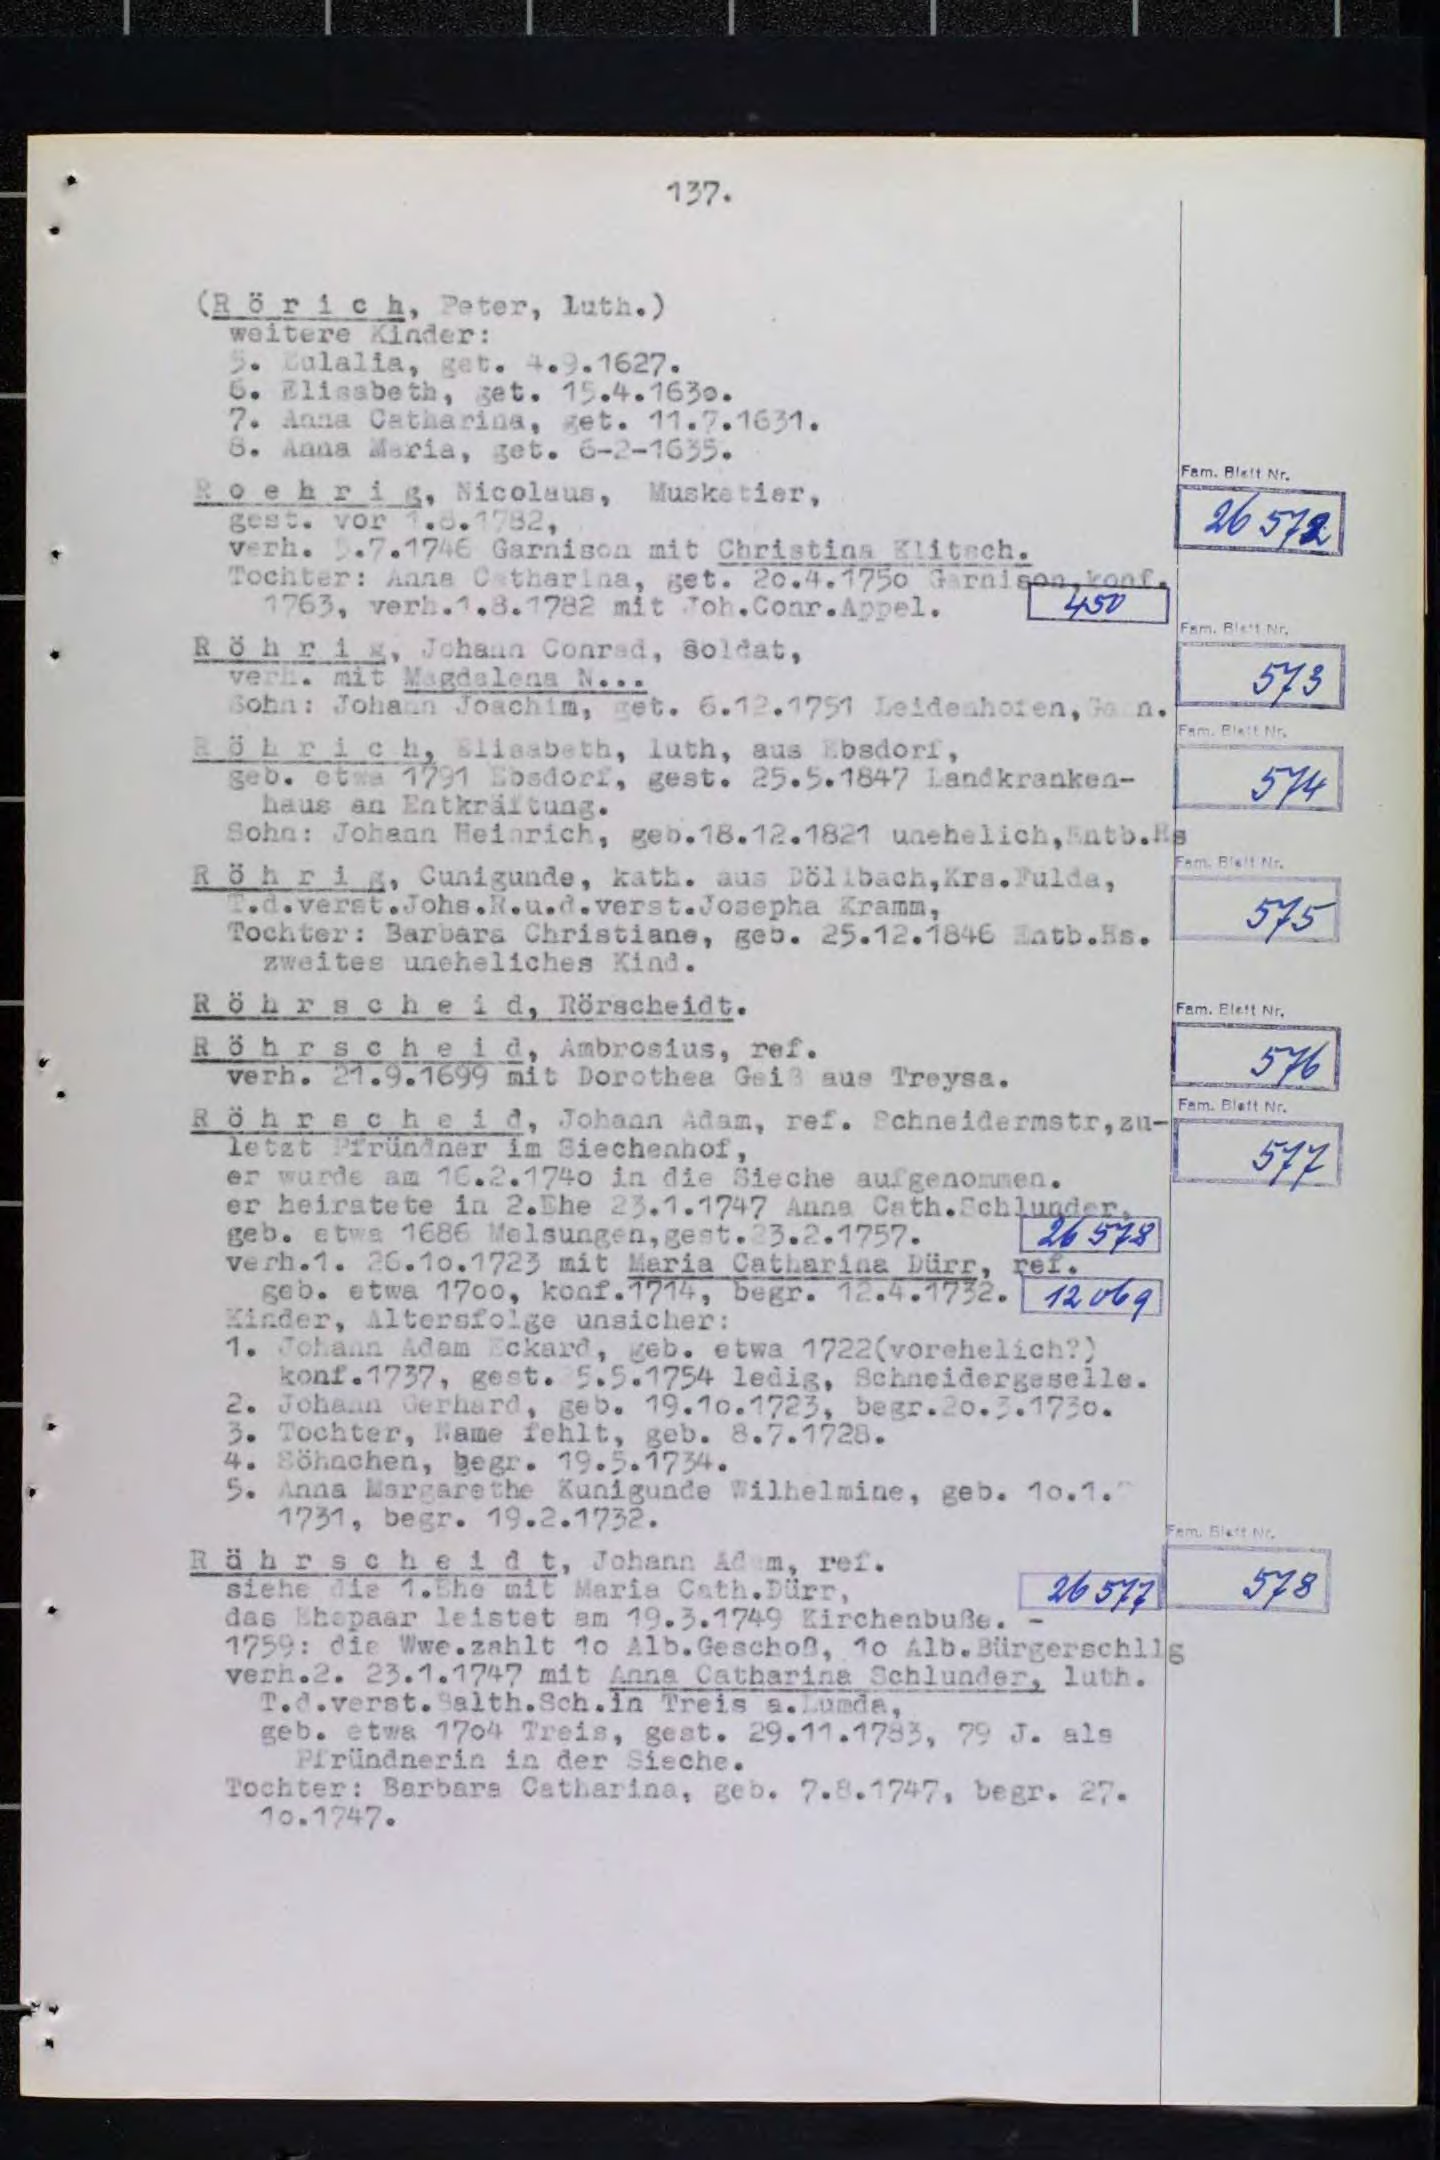 137.
(R ö r i c h, Peter, luth.)
weitere Kinder:
5. Eulalia, get. 4.9.1627.
6. Elisabeth, get. 15.4.163o.
7. Anna Catharina, get. 11.7.1631.
8. Anna Maria, get. 6-2-1635.
R o e h r i g, Nicolaus, Musketier,
Fam. Blatt Nr.
26 572
gest. vor 1.8.1782,
verh. 5.7.1746 Garnison mit Christina Klitsch.
Tochter: Anna Catharina, get. 2o.4.175o Garnison,konf.
1763, verh.1.8.1782 mit Joh.Conr.Appel.
450
R ö h r i g, Johann Conrad, Soldat,
Fam. Blatt Nr.
573
verh. mit Magdalena N...
Sohn: Johann Joachim, get. 6.12.1751 Leidenhofen,Garn.
R ö h r i c h, Elisabeth, luth, aus Ebsdorf,
Fam. Blatt Nr.
574
geb. etwa 1791 Ebsdorf, gest. 25.5.1847 Landkranken-
haus an Entkräftung.
Sohn: Johann Heinrich, geb.18.12.1821 unehelich,Entb.Hs
R ö h r i g, Cunigunde, kath. aus Döllbach,Krs.Fulda,
Fam. Blatt Nr.
575
T.d.verst.Johs.R.u.d.verst.Josepha Kramm,
Tochter: Barbara Christiane, geb. 25.12.1846 Entb.Hs.
zweites uneheliches Kind.
R ö h r s c h e i d, Rörscheidt.
R ö h r s c h e i d, Ambrosius, ref.
Fam. Blatt Nr.
576
verh. 21.9.1699 mit Dorothea Geiß aus Treysa.
R ö h r s c h e i d, Johann Adam, ref. Schneidermstr,zu-
Fam. Blatt Nr.
577
letzt Pfründner im Siechenhof,
er wurde am 16.2.174o in die Sieche aufgenommen.
er heiratete in 2.Ehe 23.1.1747 Anna Cath.Schlunder,
geb. etwa 1686 Melsungen,gest.23.2.1757.
26 578
verh.1. 26.1o.1723 mit Maria Catharina Dürr, ref.
geb. etwa 17oo, konf.1714, begr. 12.4.1732.
12 069
Kinder, Altersfolge unsicher:
1. Johann Adam Eckard, geb. etwa 1722(vorehelich?)
konf.1737, gest. 5.5.1754 ledig, Schneidergeselle.
2. Johann Gerhard, geb. 19.1o.1723, begr.2o.3.173o.
3. Tochter, Name fehlt, geb. 8.7.1728.
4. Söhnchen, begr. 19.5.1734.
5. Anna Margarethe Kunigunde Wilhelmine, geb. 1o.1.
1731, begr. 19.2.1732.
R ä h r s c h e i d t, Johann Adam, ref.
Fam. Blatt Nr.
578
siehe die 1.Ehe mit Maria Cath.Dürr,
26 577
das Ehepaar leistet am 19.3.1749 Kirchenbuße. -
1759: die Wwe.zahlt 1o Alb.Geschoß, 1o Alb.Bürgerschllg
verh.2. 23.1.1747 mit Anna Catharina Schlunder, luth.
T.d.verst.Balth.Sch.in Treis a.Lumda,
geb. etwa 17o4 Treis, gest. 29.11.1783, 79 J. als
Pfründnerin in der Sieche.
Tochter: Barbara Catharina, geb. 7.8.1747, begr. 27.
1o.1747.